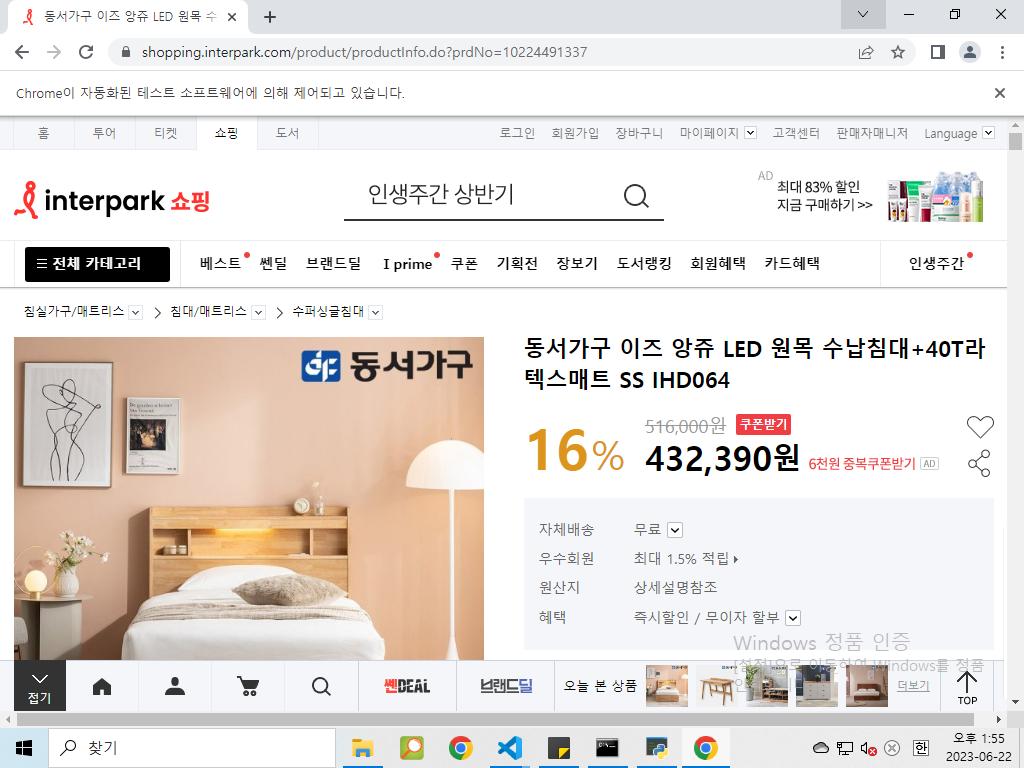 동서가구 이즈 앙쥬 LED 원목 수
shopping.interpark.com/product/productInfo.do?prdNo=10224491337
Chrome이 자동화된 테스트 소프트웨어에 의해 제어되고 있습니다.
홈 투어 티켓 쇼핑 도서 로그인 회원가입 장바구니 마이페이지 고객센터 판매자매니저 Language
interpark 쇼핑
인생주간 상반기
AD
최대 83% 할인
지금 구매하기 >>
전체 카테고리 베스트 쎈딜 브랜드딜 I prime 쿠폰 기획전 장보기 도서랭킹 회원혜택 카드혜택 인생주간
침실가구/매트리스 침대/매트리스 수퍼싱글침대
동서가구
동서가구 이즈 앙쥬 LED 원목 수납침대+40T라
텍스매트 SS IHD064
16% 516,000원 쿠폰받기
432,390원 6천원 중복쿠폰받기 AD
자체배송 무료
우수회원 최대 1.5% 적립
원산지 상세설명참조
혜택 즉시할인 / 무이자 할부
Windows 정품 인증
[설정]으로 이동하여 Windows를 정품
접기
쎈DEAL 브랜드딜 오늘 본 상품 더보기 TOP
찾기
한
오후 1:55
2023-06-22